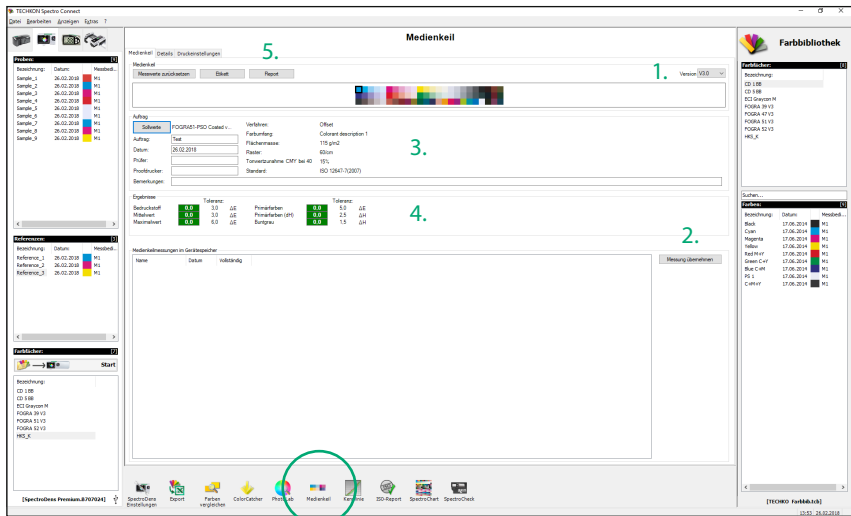 TECHKON Spectro Connect
Datei Bearbeiten Anzeigen Extras ?
Proben: [9]
Bezeichnung: Datum: Messbedi...
Sample_1 26.02.2018 M1
Sample_2 26.02.2018 M1
Sample_3 26.02.2018 M1
Sample_4 26.02.2018 M1
Sample_5 26.02.2018 M1
Sample_6 26.02.2018 M1
Sample_7 26.02.2018 M1
Sample_8 26.02.2018 M1
Sample_9 26.02.2018 M1
Referenzen: [3]
Bezeichnung: Datum: Messbed...
Reference_1 26.02.2018 M1
Reference_2 26.02.2018 M1
Reference_3 26.02.2018 M1
Farbfächer: [7]
Start
Bezeichnung:
CD 1 BB
CD 5 BB
ECI Graycon M
FOGRA 39 V3
FOGRA 51 V3
FOGRA 52 V3
HKS_K
[SpectroDens Premium.B707024]
Medienkeil
5.
Medienkeil Details Druckeinstellungen
Medienkeil
Messwerte zurücksetzen Etikett Report
1.
Version V3.0
Auftrag
Sollwerte FOGRA51-PSO Coated v...
Auftrag: Test
Datum: 26.02.2018
Prüfer:
Proofdrucker:
Bemerkungen:
Verfahren: Offset
Farbumfang: Colorant description 1
Flächenmasse: 115 g/m2
Raster: 60/cm
Tonwertzunahme CMY bei 40 16%
Standard: ISO 12647-7(2007)
3.
Ergebnisse
Toleranz: Toleranz:
Bedruckstoff 0.0 3.0 ΔE Primärfarben 0.0 5.0 ΔE
Mittelwert 0.0 3.0 ΔE Primärfarben (dH) 0.0 2.5 ΔH
Maximalwert 0.0 6.0 ΔE Buntgrau 0.0 1.5 ΔH
4.
2.
Medienkeilmessungen im Gerätespeicher
Name Datum Vollständig
Messung übernehmen
SpectroDens Einstellungen
Export
Farben vergleichen
ColorCatcher
PhotoLab
Medienkeil
Kennlinie
ISO-Report
SpectroChart
SpectroCheck
Farbbibliothek
Farbfächer: [8]
Bezeichnung:
CD 1 BB
CD 5 BB
ECI Graycon M
FOGRA 39 V3
FOGRA 47 V3
FOGRA 51 V3
FOGRA 52 V3
HKS_K
Suchen...
Farben: [9]
Bezeichnung: Datum: Messbedi...
Black 17.06.2014 M1
Cyan 17.06.2014 M1
Magenta 17.06.2014 M1
Yellow 17.06.2014 M1
Red M+Y 17.06.2014 M1
Green C+Y 17.06.2014 M1
Blue C+M 17.06.2014 M1
PS 1 17.06.2014 M1
C+M+Y 17.06.2014 M1
[TECHKO Farbbib.tcb]
13:53 26.02.2018